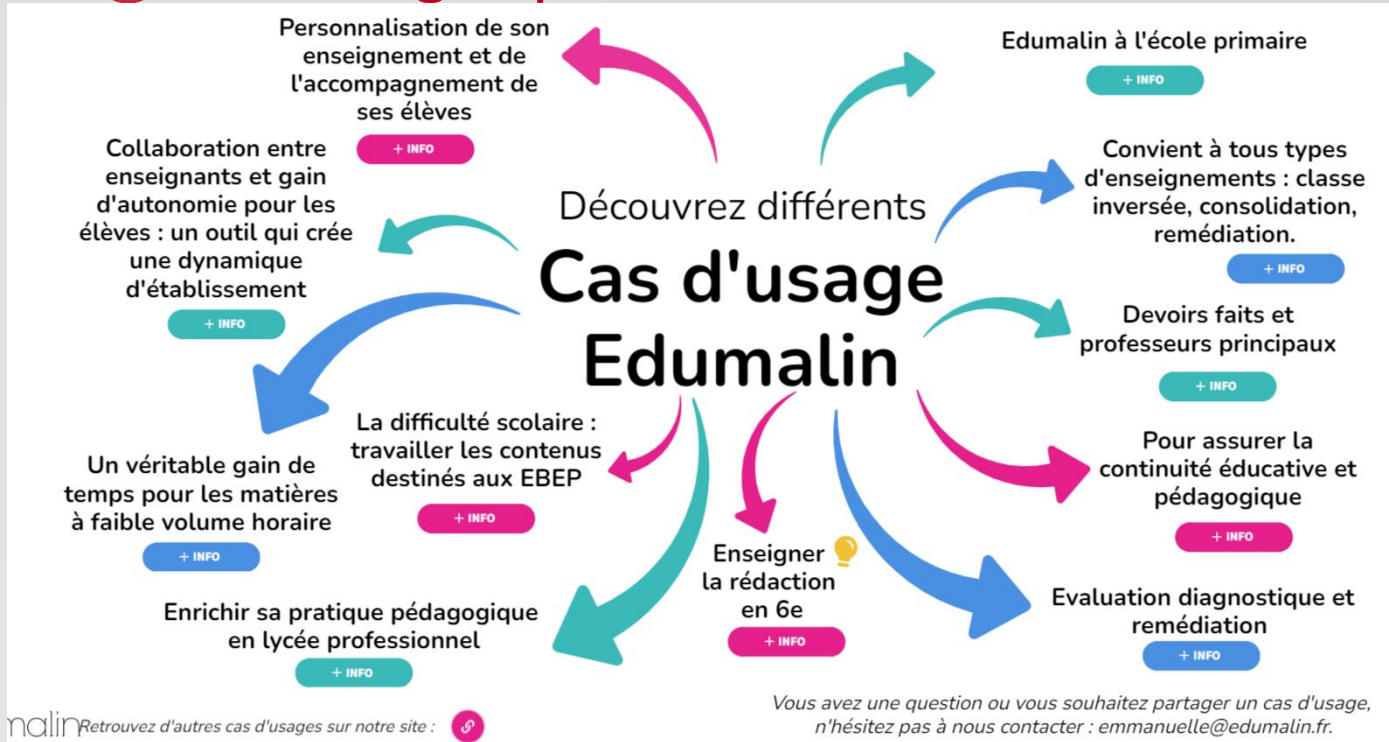 Découvrez différents
Cas d'usage
Edumalin
Personnalisation de son
enseignement et de
l'accompagnement de
ses élèves
+ INFO
Collaboration entre
enseignants et gain
d'autonomie pour les
élèves : un outil qui crée
une dynamique
d'établissement
+ INFO
Un véritable gain de
temps pour les matières
à faible volume horaire
+ INFO
La difficulté scolaire :
travailler les contenus
destinés aux EBEP
+ INFO
Enrichir sa pratique pédagogique
en lycée professionnel
+ INFO
Enseigner
la rédaction
en 6e
+ INFO
Edumalin à l'école primaire
+ INFO
Convient à tous types
d'enseignements : classe
inversée, consolidation,
remédiation.
+ INFO
Devoirs faits et
professeurs principaux
+ INFO
Pour assurer la
continuité éducative et
pédagogique
+ INFO
Evaluation diagnostique et
remédiation
+ INFO
malin
Retrouvez d'autres cas d'usages sur notre site :
Vous avez une question ou vous souhaitez partager un cas d'usage,
n'hésitez pas à nous contacter : emmanuelle@edumalin.fr.